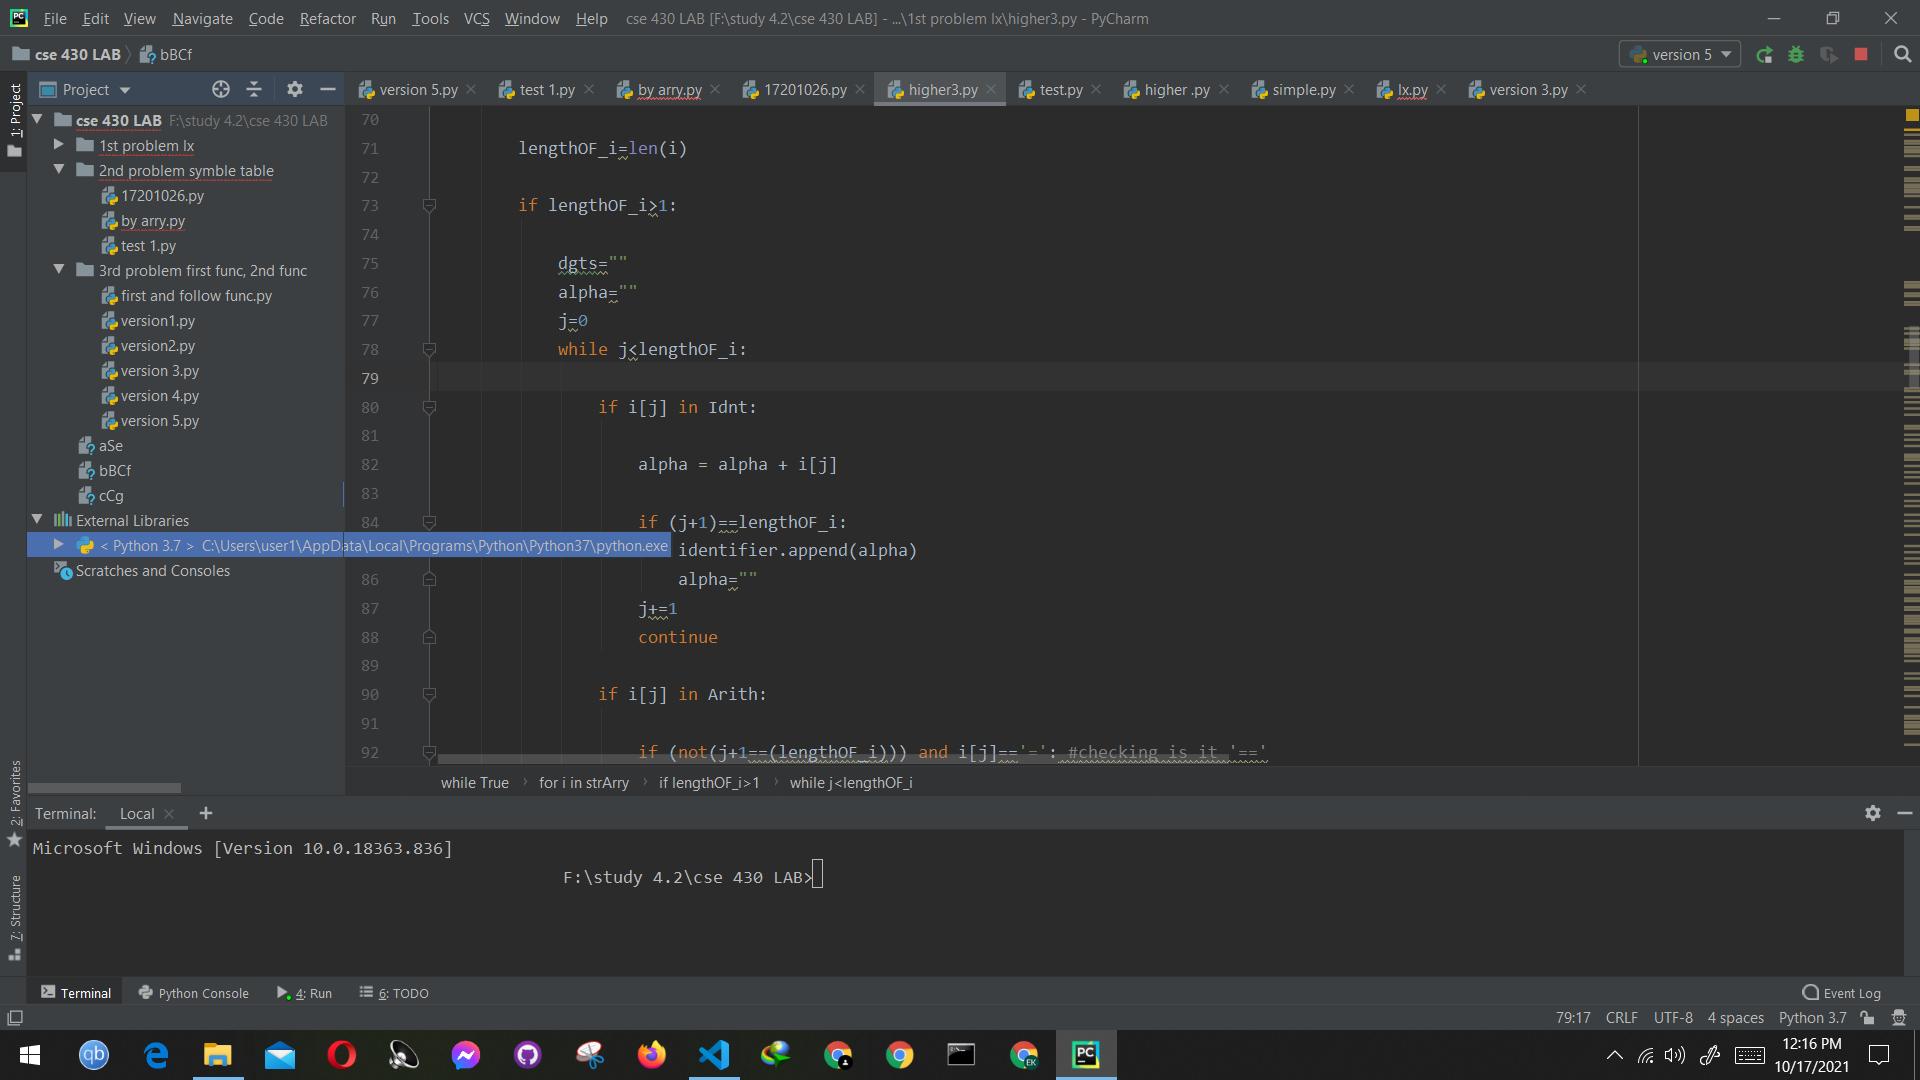 File Edit View Navigate Code Refactor Run Tools VCS Window Help cse 430 LAB [F:\study 4.2\cse 430 LAB] - ...\1st problem lx\higher3.py - PyCharm
cse 430 LAB bBCf version 5
Project
version 5.py test 1.py by arry.py 17201026.py higher3.py test.py higher .py simple.py lx.py version 3.py
1: Project
cse 430 LAB F:\study 4.2\cse 430 LAB
1st problem lx
2nd problem symble table
17201026.py
by arry.py
test 1.py
3rd problem first func, 2nd func
first and follow func.py
version1.py
version2.py
version 3.py
version 4.py
version 5.py
aSe
bBCf
cCg
External Libraries
< Python 3.7 > C:\Users\user1\AppData\Local\Programs\Python\Python37\python.exe
Scratches and Consoles
70
71 lengthOF_i=len(i)
72
73 if lengthOF_i>1:
74
75 dgts=""
76 alpha=""
77 j=0
78 while j<lengthOF_i:
79
80 if i[j] in Idnt:
81
82 alpha = alpha + i[j]
83
84 if (j+1)==lengthOF_i:
identifier.append(alpha)
86 alpha=""
87 j+=1
88 continue
89
90 if i[j] in Arith:
91
92 if (not(j+1==(lengthOF_i))) and i[j]=='=': #checking is it '=='
while True for i in strArry if lengthOF_i>1 while j<lengthOF_i
2: Favorites
7: Structure
Terminal: Local +
Microsoft Windows [Version 10.0.18363.836]
F:\study 4.2\cse 430 LAB>
Terminal Python Console 4: Run 6: TODO Event Log
79:17 CRLF UTF-8 4 spaces Python 3.7
12:16 PM
10/17/2021